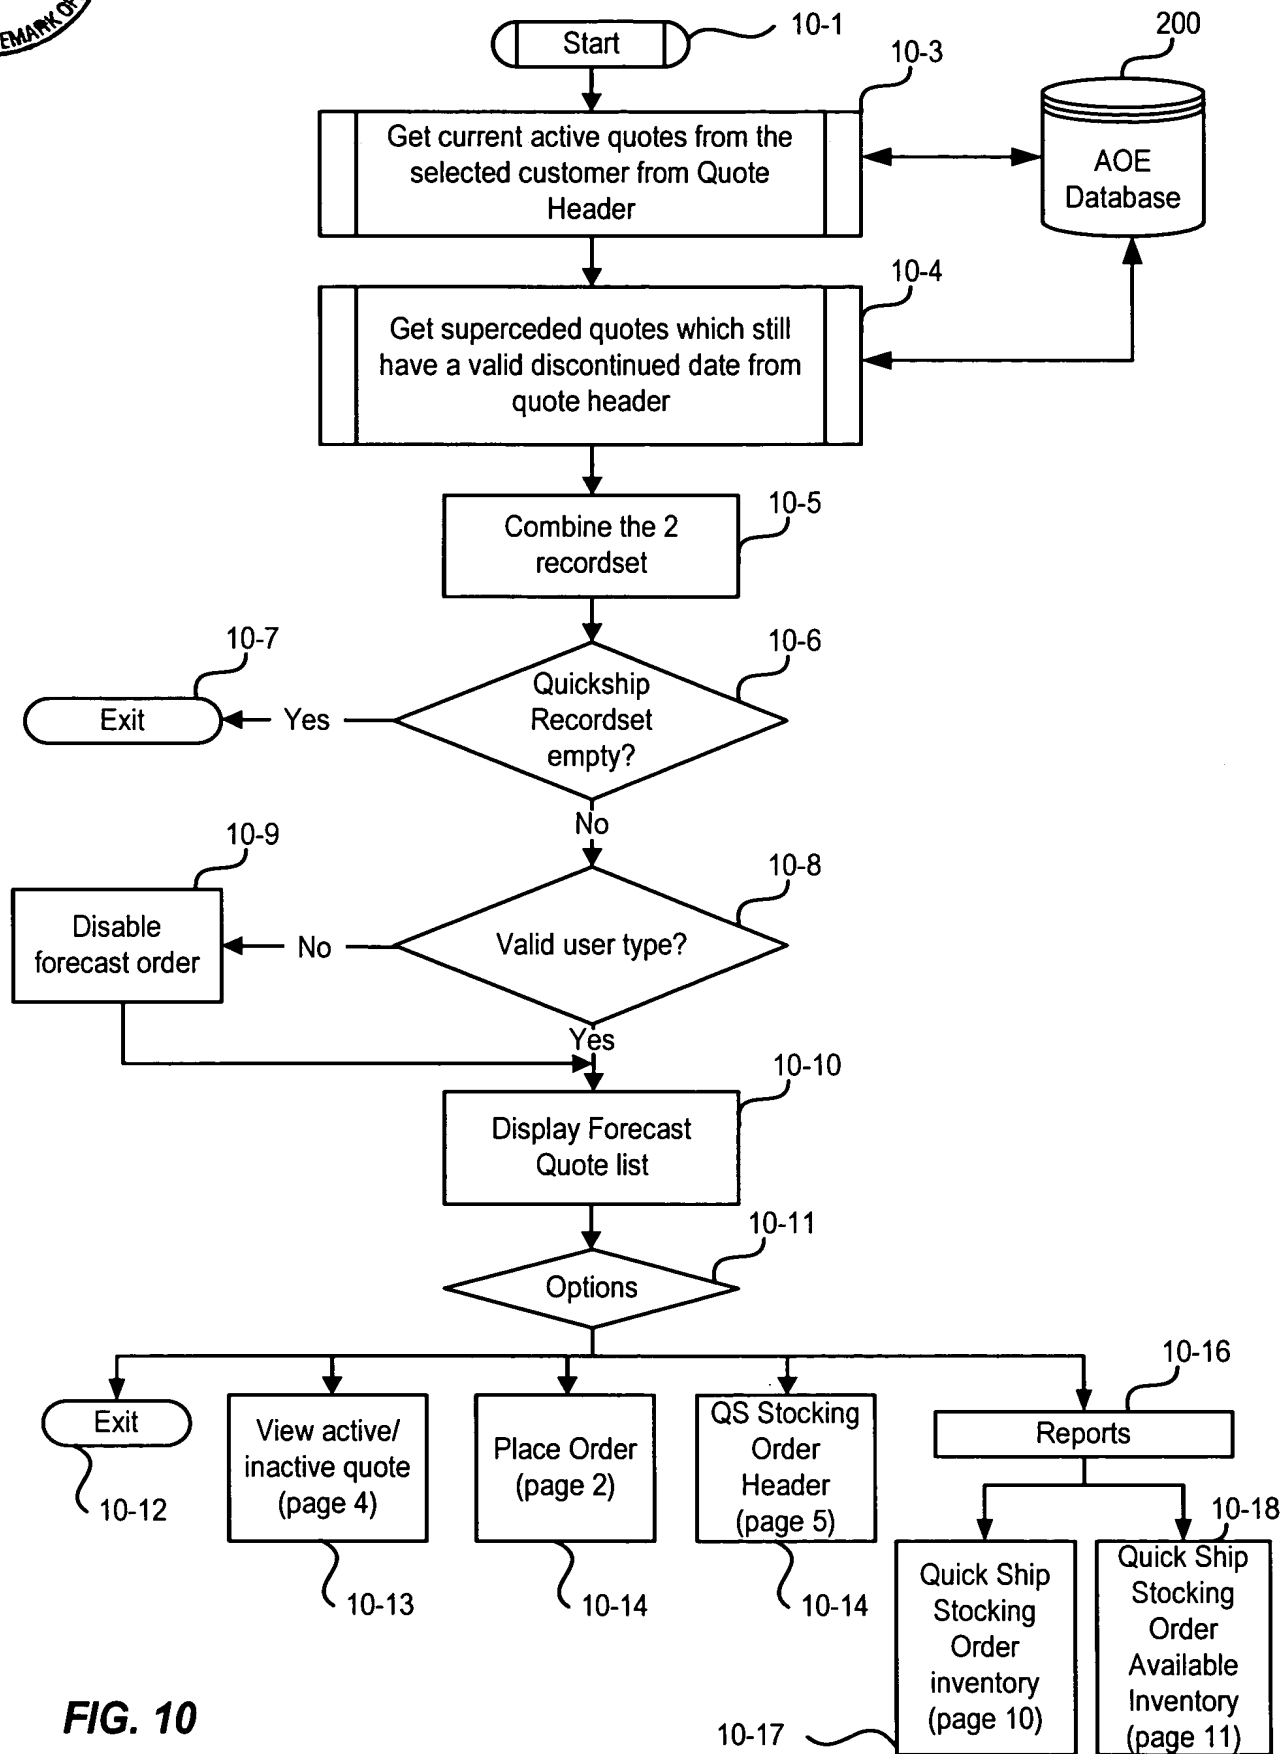 EMARK OF
Start
10-1
200
10-3
Get current active quotes from the
selected customer from Quote
Header
AOE
Database
10-4
Get superceded quotes which still
have a valid discontinued date from
quote header
10-5
Combine the 2
recordset
10-7
10-6
Exit
Yes
Quickship
Recordset
empty?
No
10-9
10-8
Disable
forecast order
No
Valid user type?
Yes
10-10
Display Forecast
Quote list
10-11
Options
10-16
Exit
10-12
View active/
inactive quote
(page 4)
10-13
Place Order
(page 2)
10-14
QS Stocking
Order
Header
(page 5)
10-14
Reports
10-18
Quick Ship
Stocking
Order
inventory
(page 10)
10-17
Quick Ship
Stocking
Order
Available
Inventory
(page 11)
FIG. 10